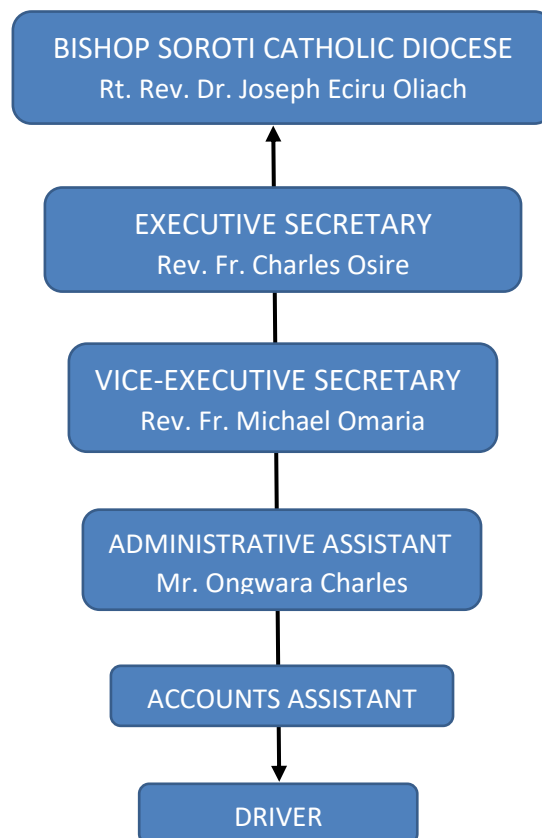 BISHOP SOROTI CATHOLIC DIOCESE
Rt. Rev. Dr. Joseph Eciru Oliach
EXECUTIVE SECRETARY
Rev. Fr. Charles Osire
VICE-EXECUTIVE SECRETARY
Rev. Fr. Michael Omaria
ADMINISTRATIVE ASSISTANT
Mr. Ongwara Charles
ACCOUNTS ASSISTANT
DRIVER